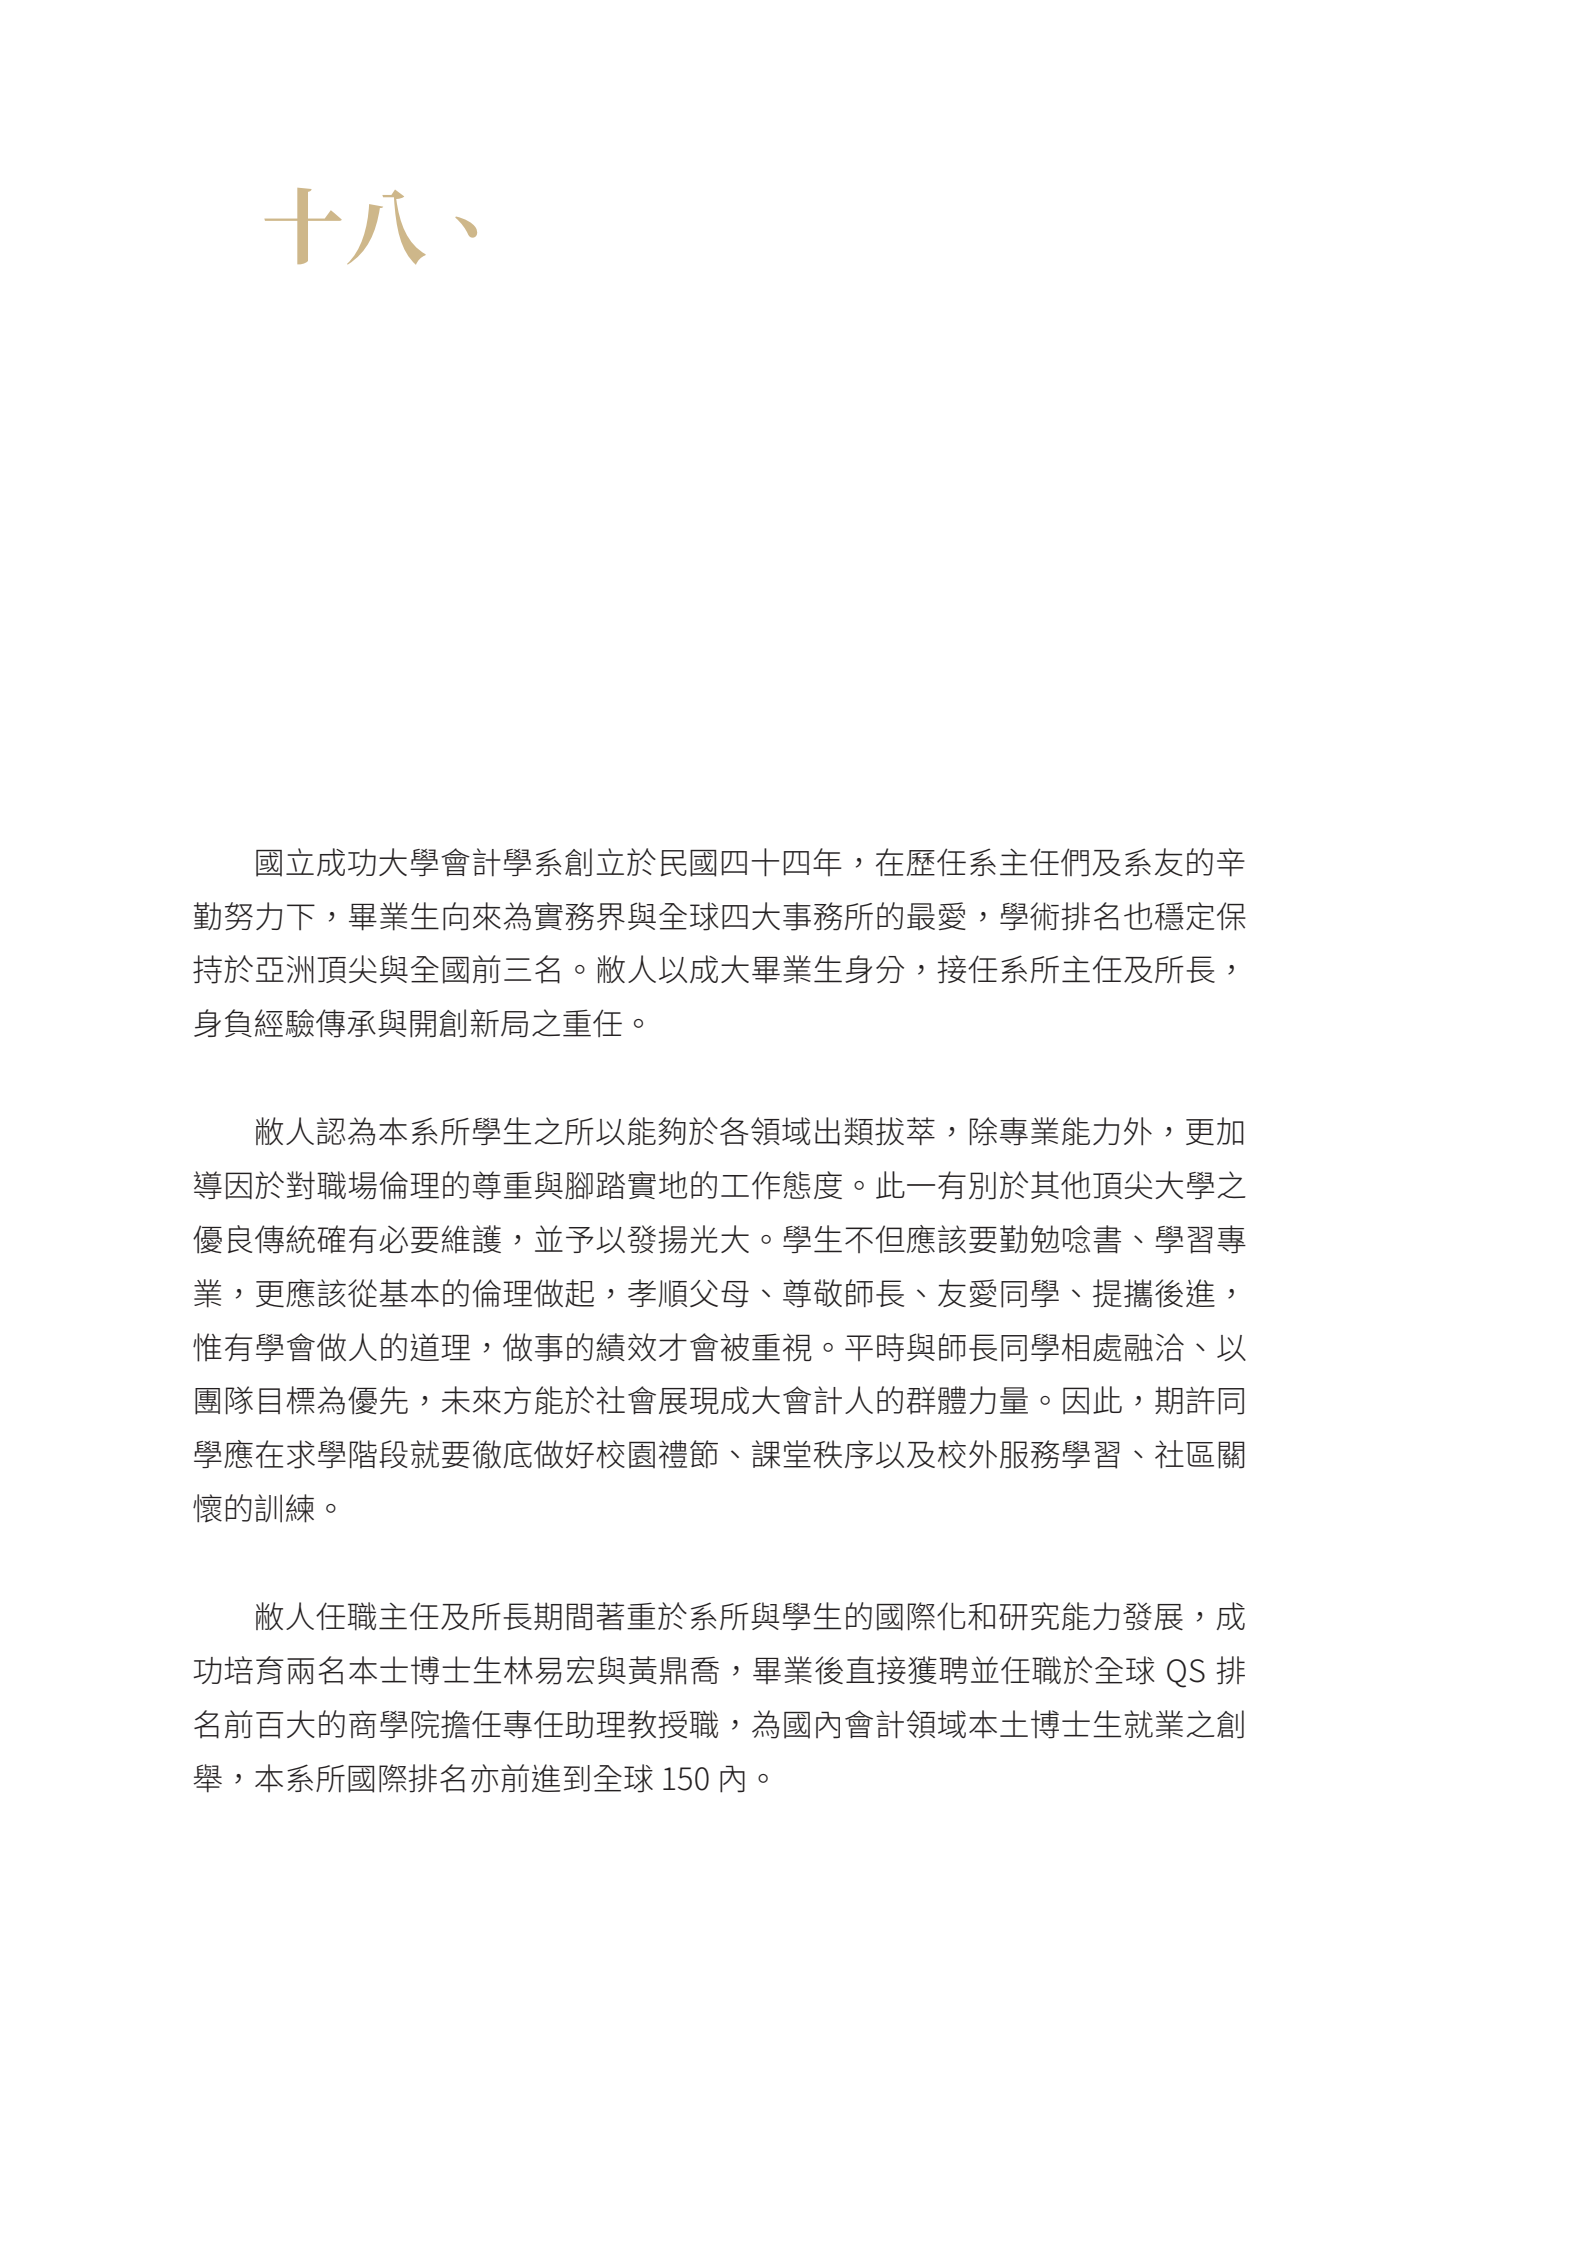 十八、
國立成功大學會計學系創立於民國四十四年，在歷任系主任們及系友的辛
勤努力下，畢業生向來為實務界與全球四大事務所的最愛，學術排名也穩定保
持於亞洲頂尖與全國前三名。敝人以成大畢業生身分，接任系所主任及所長，
身負經驗傳承與開創新局之重任。
敝人認為本系所學生之所以能夠於各領域出類拔萃，除專業能力外，更加
導因於對職場倫理的尊重與腳踏實地的工作態度。此一有別於其他頂尖大學之
優良傳統確有必要維護，並予以發揚光大。學生不但應該要勤勉唸書、學習專
業，更應該從基本的倫理做起，孝順父母、尊敬師長、友愛同學、提攜後進，
惟有學會做人的道理，做事的績效才會被重視。平時與師長同學相處融洽、以
團隊目標為優先，未來方能於社會展現成大會計人的群體力量。因此，期許同
學應在求學階段就要徹底做好校園禮節、課堂秩序以及校外服務學習、社區關
懷的訓練。
敝人任職主任及所長期間著重於系所與學生的國際化和研究能力發展，成
功培育兩名本士博士生林易宏與黃鼎喬，畢業後直接獲聘並任職於全球 QS 排
名前百大的商學院擔任專任助理教授職，為國內會計領域本土博士生就業之創
舉，本系所國際排名亦前進到全球 150 內。